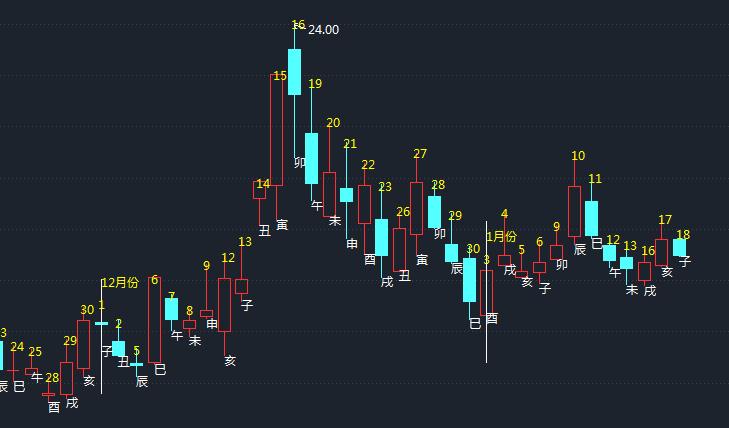 16
24.00
15
19
20
21
22
23
26
27
28
29
30
14
13
12
9
10
11
12月份
1月份
3
24
25
28
29
30
1
2
5
6
7
8
3
4
5
6
9
12
13
16
17
18
辰
巳
午
酉
戌
亥
子
丑
辰
巳
午
未
申
亥
子
丑
寅
卯
午
未
申
酉
戌
丑
寅
卯
辰
巳
酉
戌
亥
子
卯
辰
巳
午
未
戌
亥
子